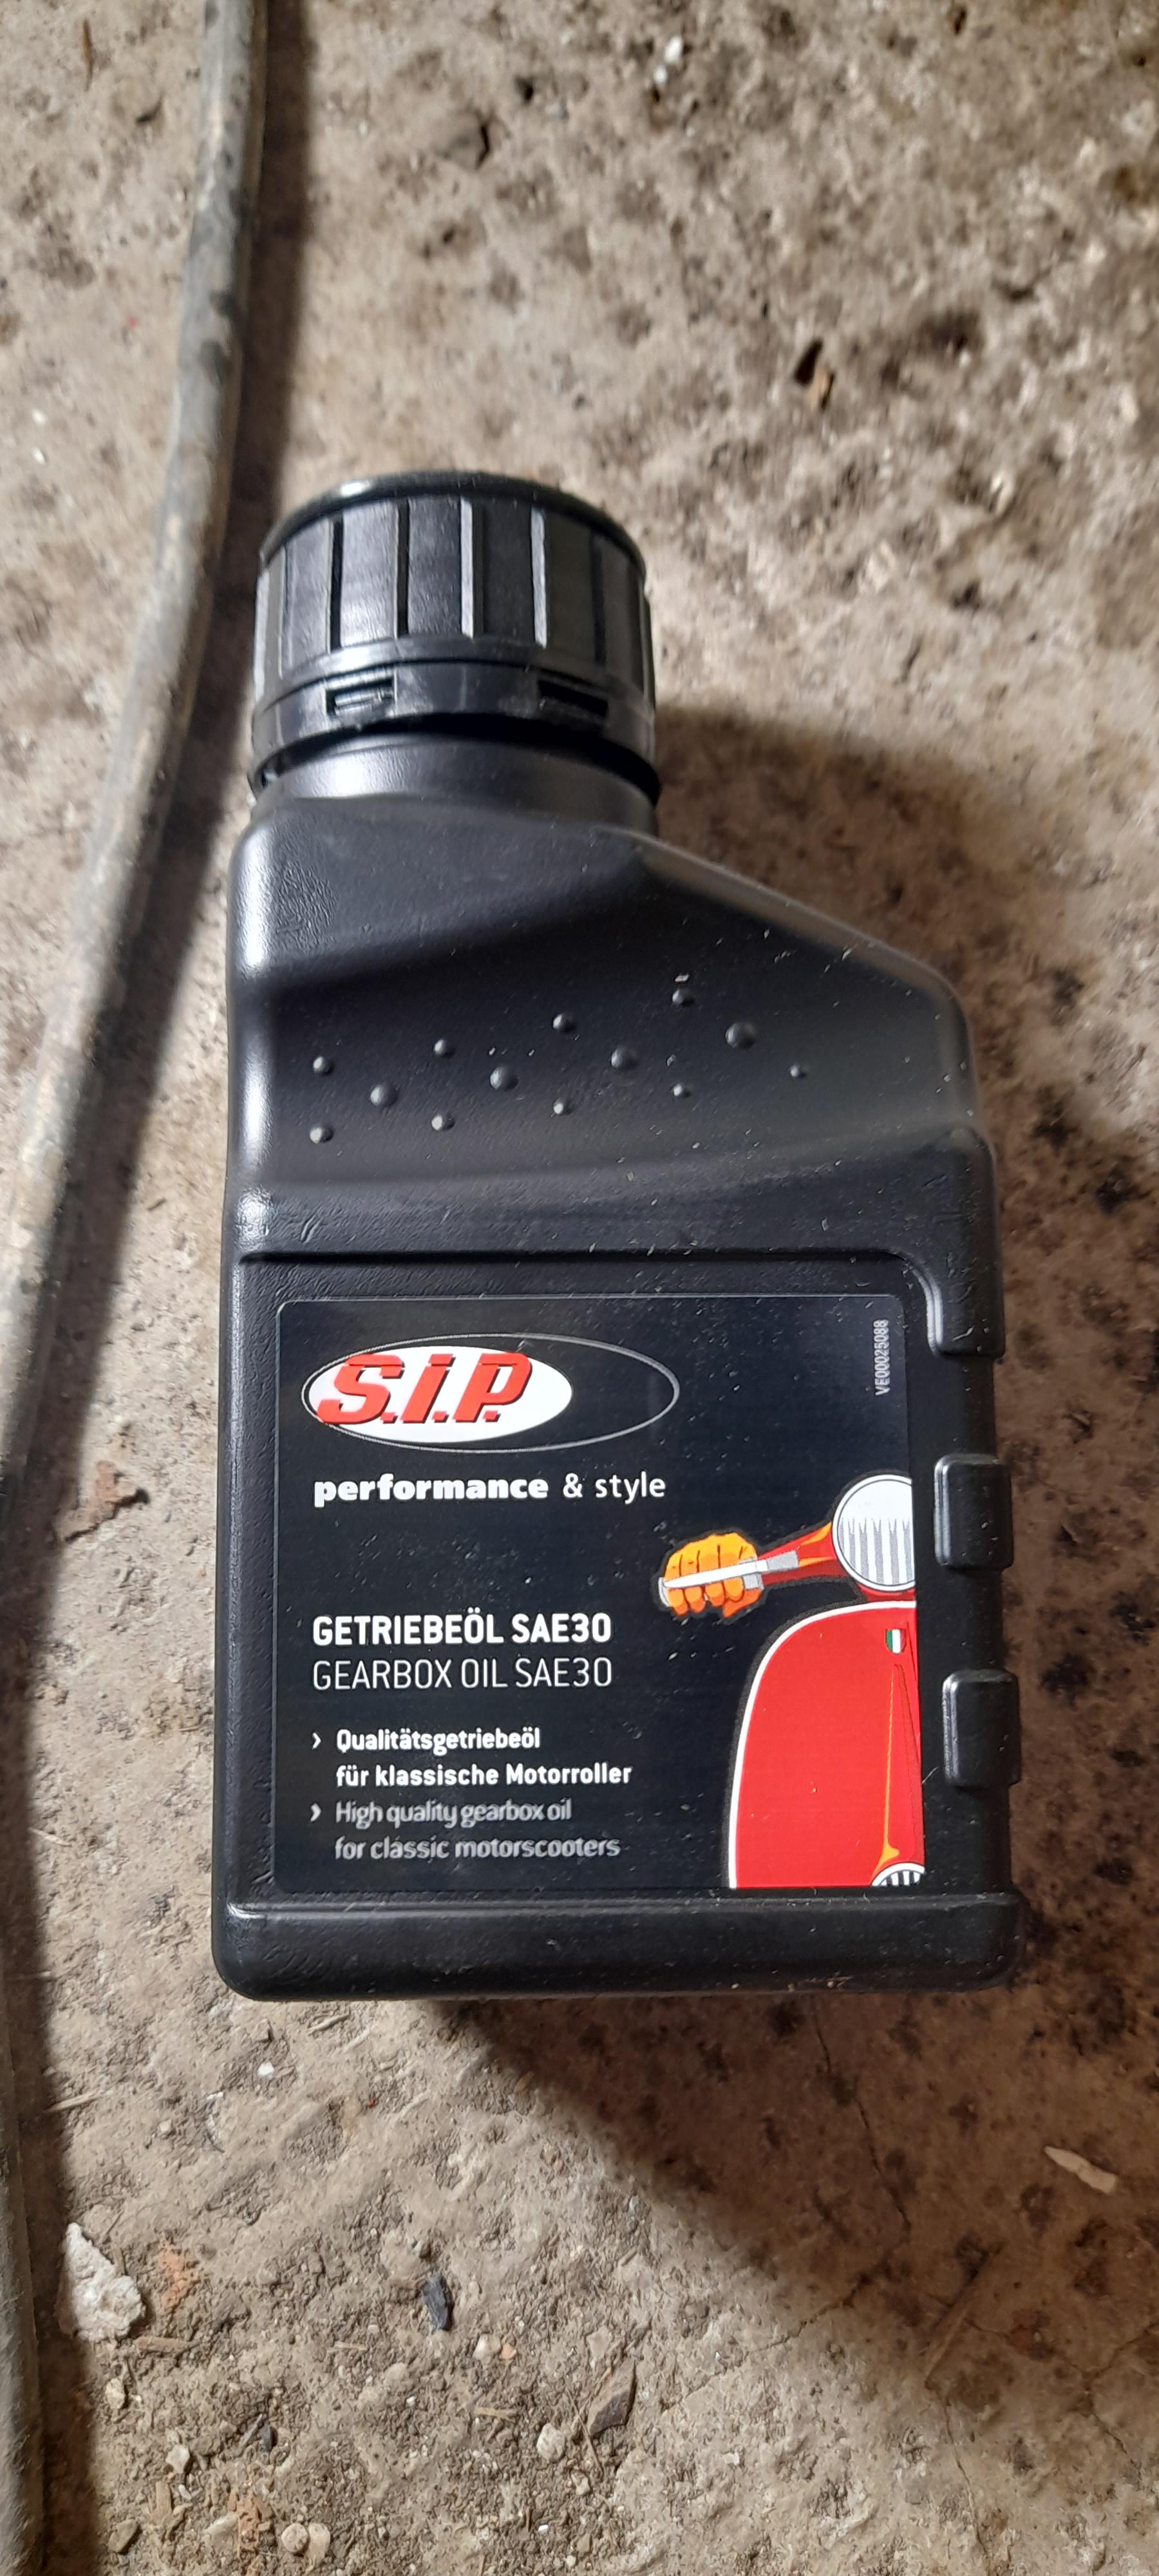 VE00025088
S.I.P.
performance & style
GETRIEBEÖL SAE30
GEARBOX OIL SAE30
› Qualitätsgetriebeöl
für klassische Motorroller
› High quality gearbox oil
for classic motorscooters